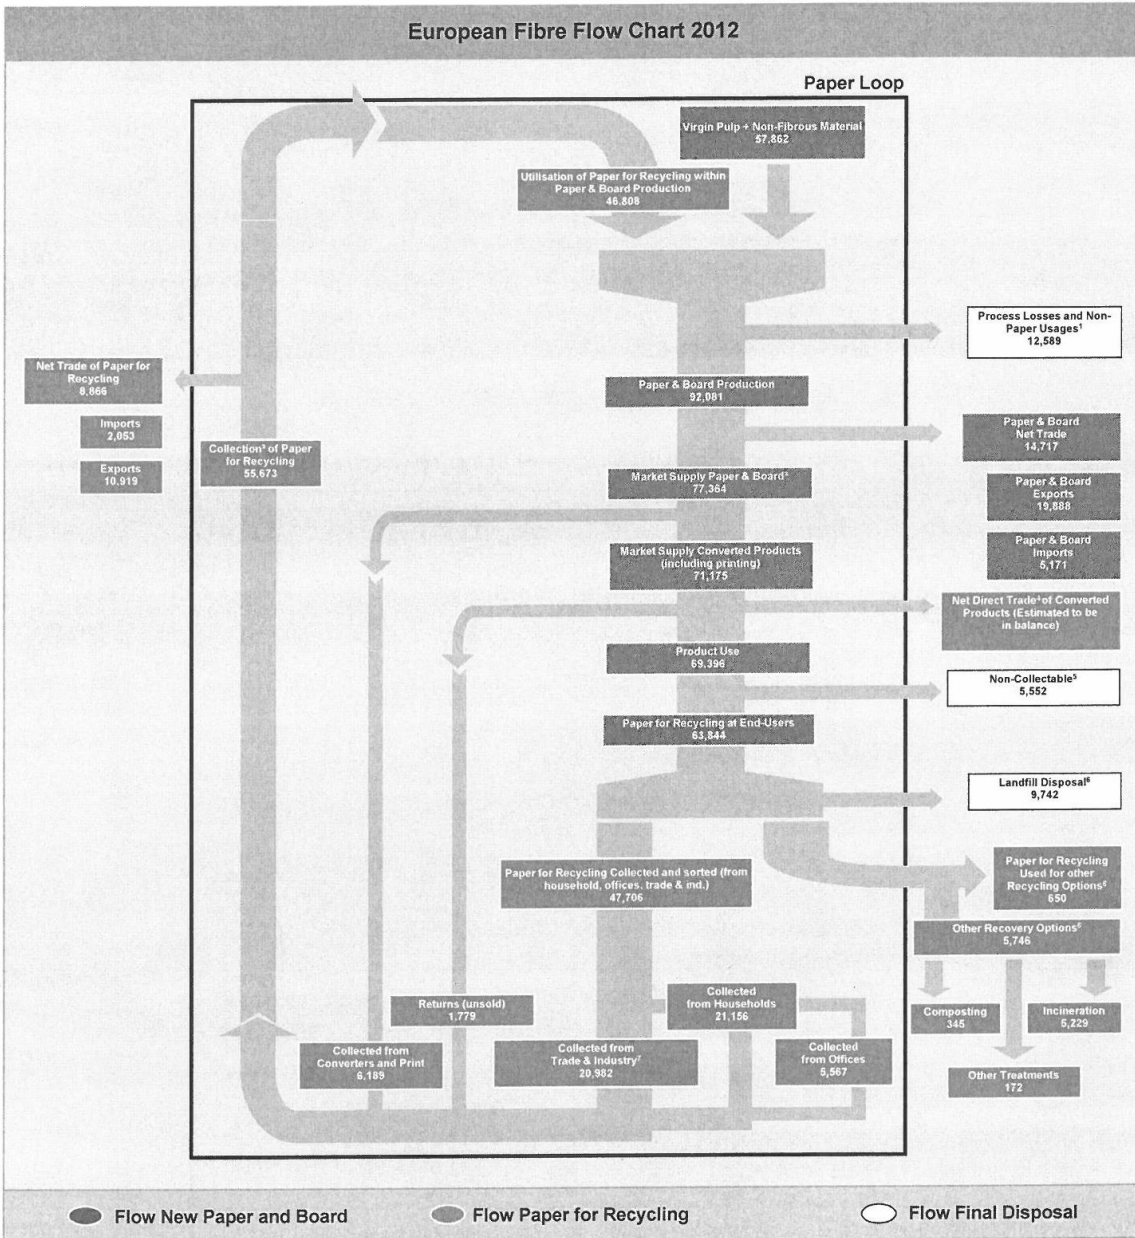 European Fibre Flow Chart 2012
Paper Loop
Virgin Pulp + Non-Fibrous Material
57,862
Utilisation of Paper for Recycling within
Paper & Board Production
46,808
Process Losses and Non-
Paper Usages¹
12,589
Net Trade of Paper for
Recycling
8,866
Imports
2,053
Exports
10,919
Collection³ of Paper
for Recycling
55,673
Paper & Board Production
92,081
Paper & Board
Net Trade
14,717
Market Supply Paper & Board
77,364
Paper & Board
Exports
19,888
Paper & Board
Imports
5,171
Market Supply Converted Products
(including printing)
71,175
Net Direct Trade⁴ of Converted
Products (Estimated to be
in balance)
Product Use
69,396
Non-Collectable⁵
5,552
Paper for Recycling at End-Users
63,844
Landfill Disposal⁶
9,742
Paper for Recycling Collected and sorted (from
household, offices, trade & ind.)
47,706
Paper for Recycling
Used for other
Recycling Options⁶
650
Other Recovery Options⁶
5,746
Composting
345
Incineration
5,229
Other Treatments
172
Returns (unsold)
1,779
Collected
from Households
21,156
Collected from
Converters and Print
6,189
Collected from
Trade & Industry⁷
20,982
Collected
from Offices
5,567
Flow New Paper and Board
Flow Paper for Recycling
Flow Final Disposal